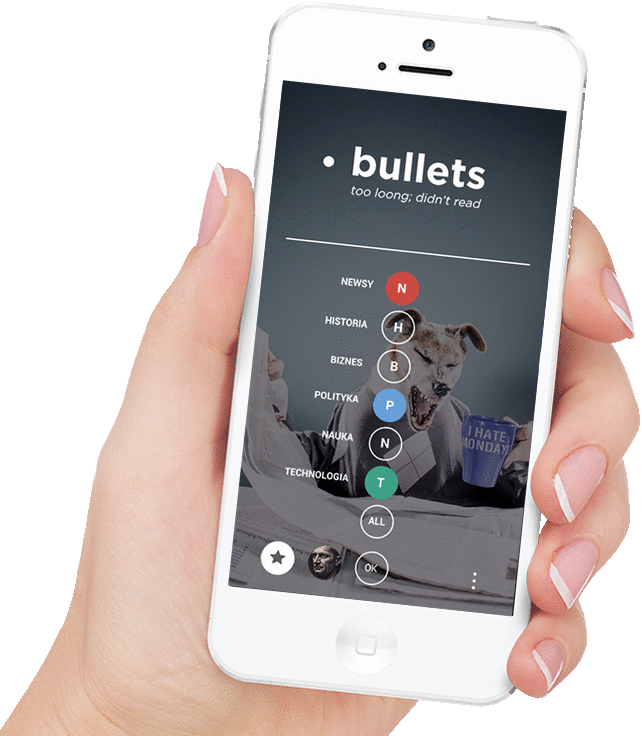 • bullets
too loong; didn't read
NEWSY N
HISTORIA H
BIZNES B
POLITYKA P
NAUKA N
TECHNOLOGIA T
ALL
OK
I HATE
MONDAY